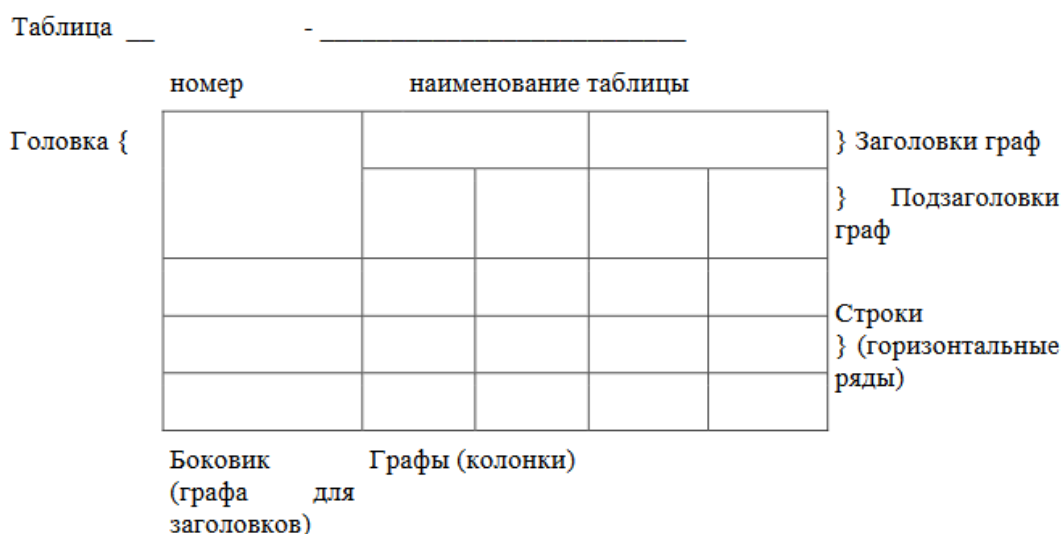 Таблица __ - __________________________
номер наименование таблицы
Головка { } Заголовки граф
} Подзаголовки
граф
Строки
} (горизонтальные
ряды)
Боковик Графы (колонки)
(графа для
заголовков)